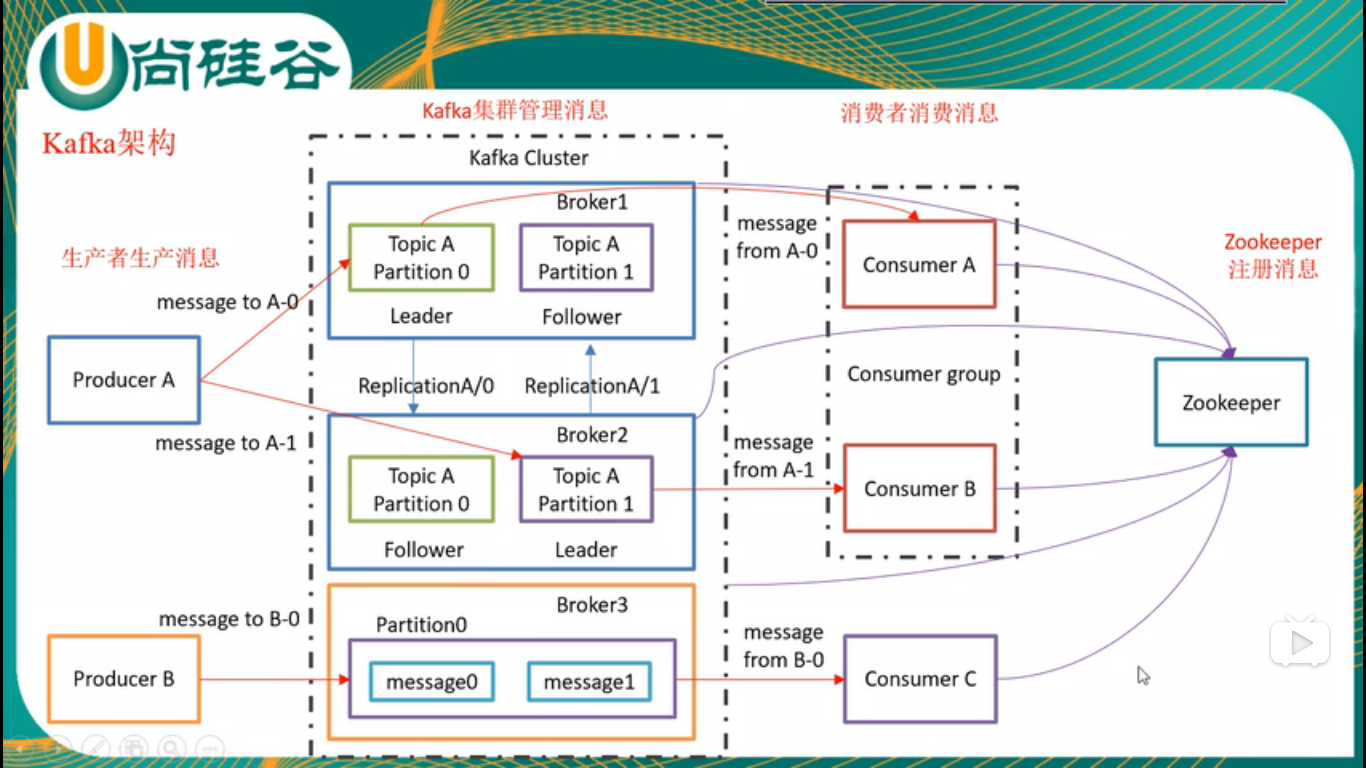 尚硅谷
Kafka架构
Kafka集群管理消息
消费者消费消息
Kafka Cluster
Broker1
Topic A
Partition 0
Topic A
Partition 1
Leader
Follower
message
from A-0
Consumer A
Zookeeper
注册消息
生产者生产消息
message to A-0
Producer A
message to A-1
ReplicationA/0
ReplicationA/1
Consumer group
Zookeeper
Broker2
Topic A
Partition 0
Topic A
Partition 1
Follower
Leader
message
from A-1
Consumer B
message to B-0
Producer B
Broker3
Partition0
message0
message1
message
from B-0
Consumer C